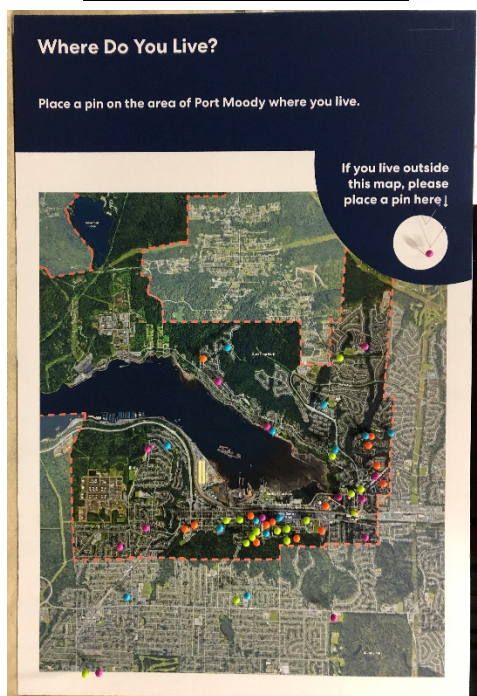 Where Do You Live?
Place a pin on the area of Port Moody where you live.
If you live outside
this map, please
place a pin here↓